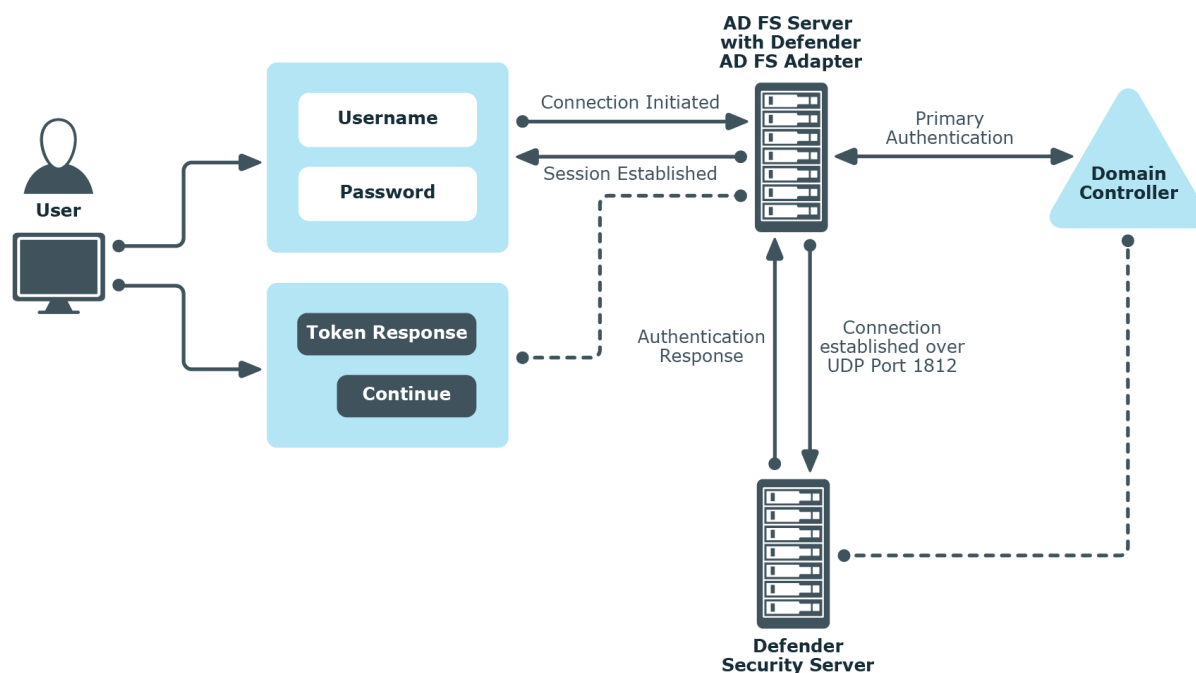 AD FS Server
with Defender
AD FS Adapter
Username
Password
Connection Initiated
Session Established
Primary
Authentication
Domain
Controller
User
Token Response
Continue
Authentication
Response
Connection
established over
UDP Port 1812
Defender
Security Server